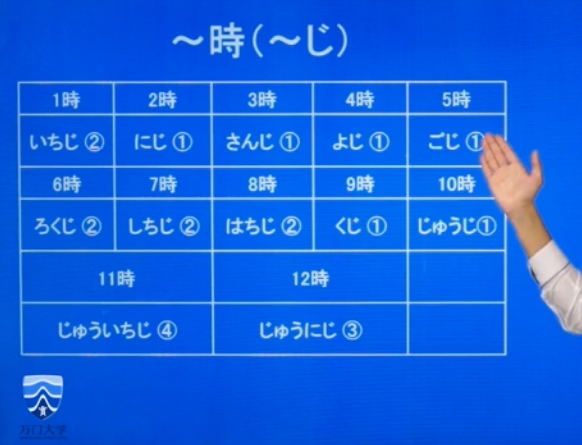 ～時(～じ)
1時 2時 3時 4時 5時
いちじ ② にじ ① さんじ ① よじ ① ごじ ①
6時 7時 8時 9時 10時
ろくじ ② しちじ ② はちじ ② くじ ① じゅうじ①
11時 12時
じゅういちじ ④ じゅうにじ ③
万门大学